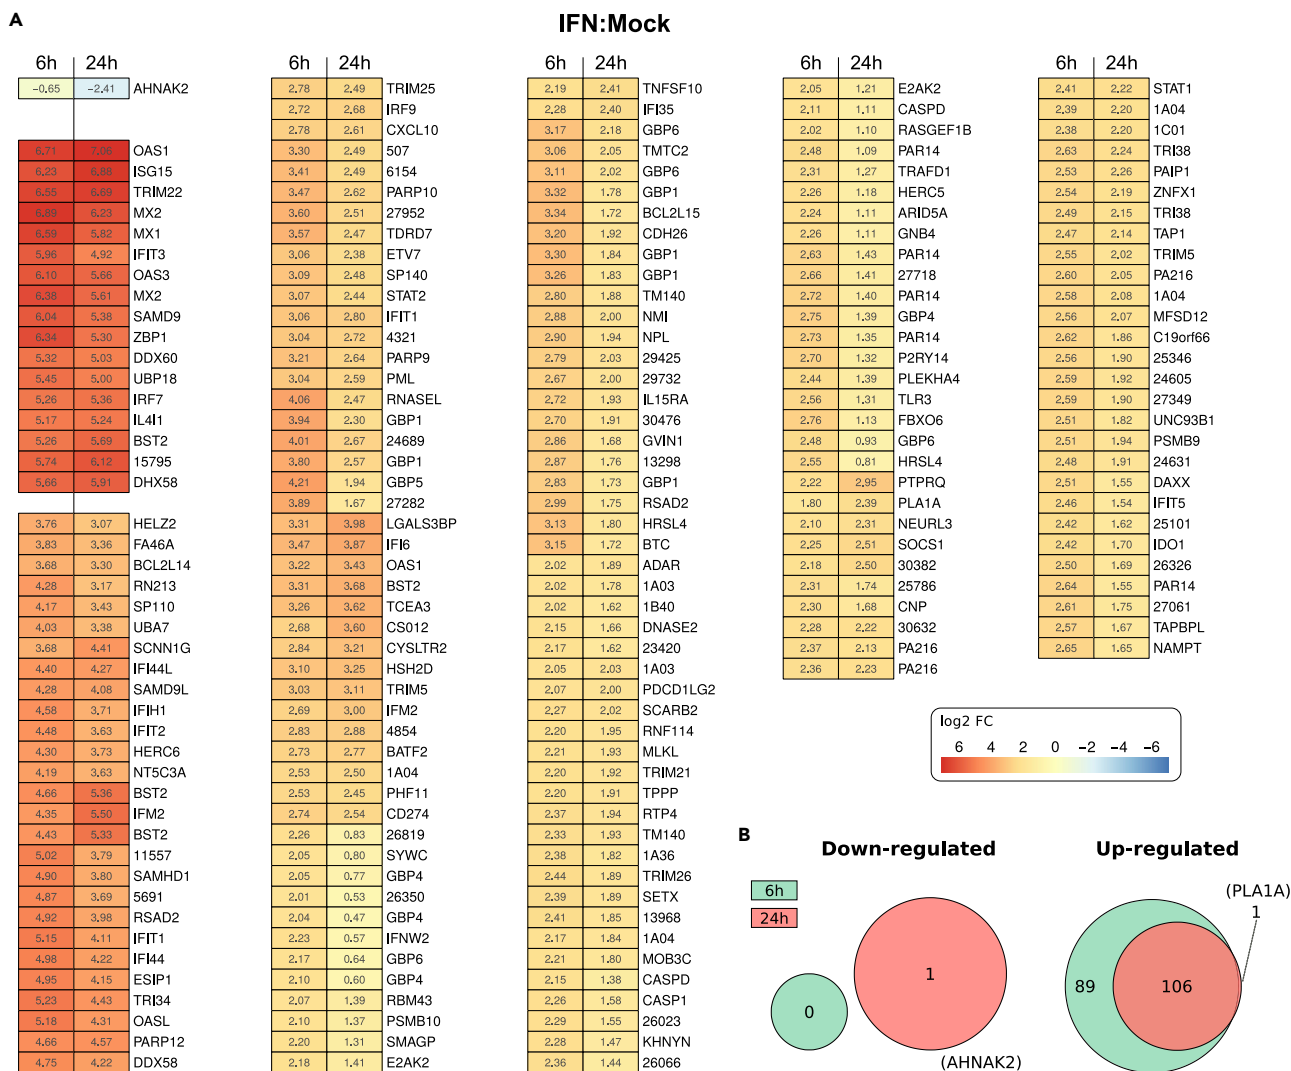 A
IFN:Mock
6h 24h
-0.65 -2.41 AHNAK2
6.71 7.06 OAS1
6.23 6.88 ISG15
6.55 6.69 TRIM22
6.89 6.23 MX2
6.59 5.82 MX1
5.96 4.92 IFIT3
6.10 5.66 OAS3
6.38 5.61 MX2
6.04 5.38 SAMD9
6.34 5.30 ZBP1
5.32 5.03 DDX60
5.45 5.00 UBP18
5.26 5.36 IRF7
5.17 5.24 IL4I1
5.26 5.69 BST2
5.74 6.12 15795
5.66 5.91 DHX58
3.76 3.07 HELZ2
3.83 3.36 FA46A
3.68 3.30 BCL2L14
4.28 3.17 RN213
4.17 3.43 SP110
4.03 3.38 UBA7
3.68 4.41 SCNN1G
4.40 4.27 IFI44L
4.28 4.08 SAMD9L
4.58 3.71 IFIH1
4.48 3.63 IFIT2
4.30 3.73 HERC6
4.19 3.63 NT5C3A
4.66 5.36 BST2
4.35 5.50 IFM2
4.43 5.33 BST2
5.02 3.79 11557
4.90 3.80 SAMHD1
4.87 3.69 5691
4.92 3.98 RSAD2
5.15 4.11 IFIT1
4.98 4.22 IFI44
4.95 4.15 ESIP1
5.23 4.43 TRI34
5.18 4.31 OASL
4.66 4.57 PARP12
4.75 4.22 DDX58
6h 24h
2.78 2.49 TRIM25
2.72 2.68 IRF9
2.78 2.61 CXCL10
3.30 2.49 507
3.41 2.49 6154
3.47 2.62 PARP10
3.60 2.51 27952
3.57 2.47 TDRD7
3.06 2.38 ETV7
3.09 2.48 SP140
3.07 2.44 STAT2
3.06 2.80 IFIT1
3.04 2.72 4321
3.21 2.64 PARP9
3.04 2.59 PML
4.06 2.47 RNASEL
3.94 2.30 GBP1
4.01 2.67 24689
3.80 2.57 GBP1
4.21 1.94 GBP5
3.89 1.67 27282
3.31 3.98 LGALS3BP
3.47 3.87 IFI6
3.22 3.43 OAS1
3.31 3.68 BST2
3.26 3.62 TCEA3
2.68 3.60 CS012
2.84 3.21 CYSLTR2
3.10 3.25 HSH2D
3.03 3.11 TRIM5
2.69 3.00 IFM2
2.83 2.88 4854
2.73 2.77 BATF2
2.53 2.50 1A04
2.53 2.45 PHF11
2.74 2.54 CD274
2.26 0.83 26819
2.05 0.80 SYWC
2.05 0.77 GBP4
2.01 0.53 26350
2.04 0.47 GBP4
2.23 0.57 IFNW2
2.17 0.64 GBP6
2.10 0.60 GBP4
2.07 1.39 RBM43
2.10 1.37 PSMB10
2.20 1.31 SMAGP
2.18 1.41 E2AK2
6h 24h
2.19 2.41 TNFSF10
2.28 2.40 IFI35
3.17 2.18 GBP6
3.06 2.05 TMTC2
3.11 2.02 GBP6
3.32 1.78 GBP1
3.34 1.72 BCL2L15
3.20 1.92 CDH26
3.30 1.84 GBP1
3.26 1.83 GBP1
2.80 1.88 TM140
2.88 2.00 NMI
2.90 1.94 NPL
2.79 2.03 29425
2.67 2.00 29732
2.72 1.93 IL15RA
2.70 1.91 30476
2.86 1.68 GVIN1
2.87 1.76 13298
2.83 1.73 GBP1
2.99 1.75 RSAD2
3.13 1.80 HRSL4
3.15 1.72 BTC
2.02 1.89 ADAR
2.02 1.78 1A03
2.02 1.62 1B40
2.15 1.66 DNASE2
2.17 1.62 23420
2.05 2.03 1A03
2.07 2.00 PDCD1LG2
2.27 2.02 SCARB2
2.20 1.95 RNF114
2.21 1.93 MLKL
2.20 1.92 TRIM21
2.20 1.91 TPPP
2.37 1.94 RTP4
2.33 1.93 TM140
2.38 1.82 1A36
2.44 1.89 TRIM26
2.39 1.89 SETX
2.41 1.85 13968
2.17 1.84 1A04
2.21 1.80 MOB3C
2.15 1.38 CASPD
2.26 1.58 CASP1
2.29 1.55 26023
2.28 1.47 KHNYN
2.36 1.44 26066
6h 24h
2.05 1.21 E2AK2
2.11 1.11 CASPD
2.02 1.10 RASGEF1B
2.48 1.09 PAR14
2.31 1.27 TRAFD1
2.26 1.18 HERC5
2.24 1.11 ARID5A
2.26 1.11 GNB4
2.63 1.43 PAR14
2.66 1.41 27718
2.72 1.40 PAR14
2.75 1.39 GBP4
2.73 1.35 PAR14
2.70 1.32 P2RY14
2.44 1.39 PLEKHA4
2.56 1.31 TLR3
2.76 1.13 FBXO6
2.48 0.93 GBP6
2.55 0.81 HRSL4
2.22 2.95 PTPRQ
1.80 2.39 PLA1A
2.10 2.31 NEURL3
2.25 2.51 SOCS1
2.18 2.50 30382
2.31 1.74 25786
2.30 1.68 CNP
2.28 2.22 30632
2.37 2.13 PA216
2.36 2.23 PA216
6h 24h
2.41 2.22 STAT1
2.39 2.20 1A04
2.38 2.20 1C01
2.63 2.24 TRI38
2.53 2.26 PAIP1
2.54 2.19 ZNFX1
2.49 2.15 TRI38
2.47 2.14 TAP1
2.55 2.02 TRIM5
2.60 2.05 PA216
2.58 2.08 1A04
2.56 2.07 MFSD12
2.62 1.86 C19orf66
2.56 1.90 25346
2.59 1.92 24605
2.59 1.90 27349
2.51 1.82 UNC93B1
2.51 1.94 PSMB9
2.48 1.91 24631
2.51 1.55 DAXX
2.46 1.54 IFIT5
2.42 1.62 25101
2.42 1.70 IDO1
2.50 1.69 26326
2.64 1.55 PAR14
2.61 1.75 27061
2.57 1.67 TAPBPL
2.65 1.65 NAMPT
log2 FC
6 4 2 0 -2 -4 -6
B
Down-regulated
6h
24h
0
1
(AHNAK2)
Up-regulated
(PLA1A)
1
89
106